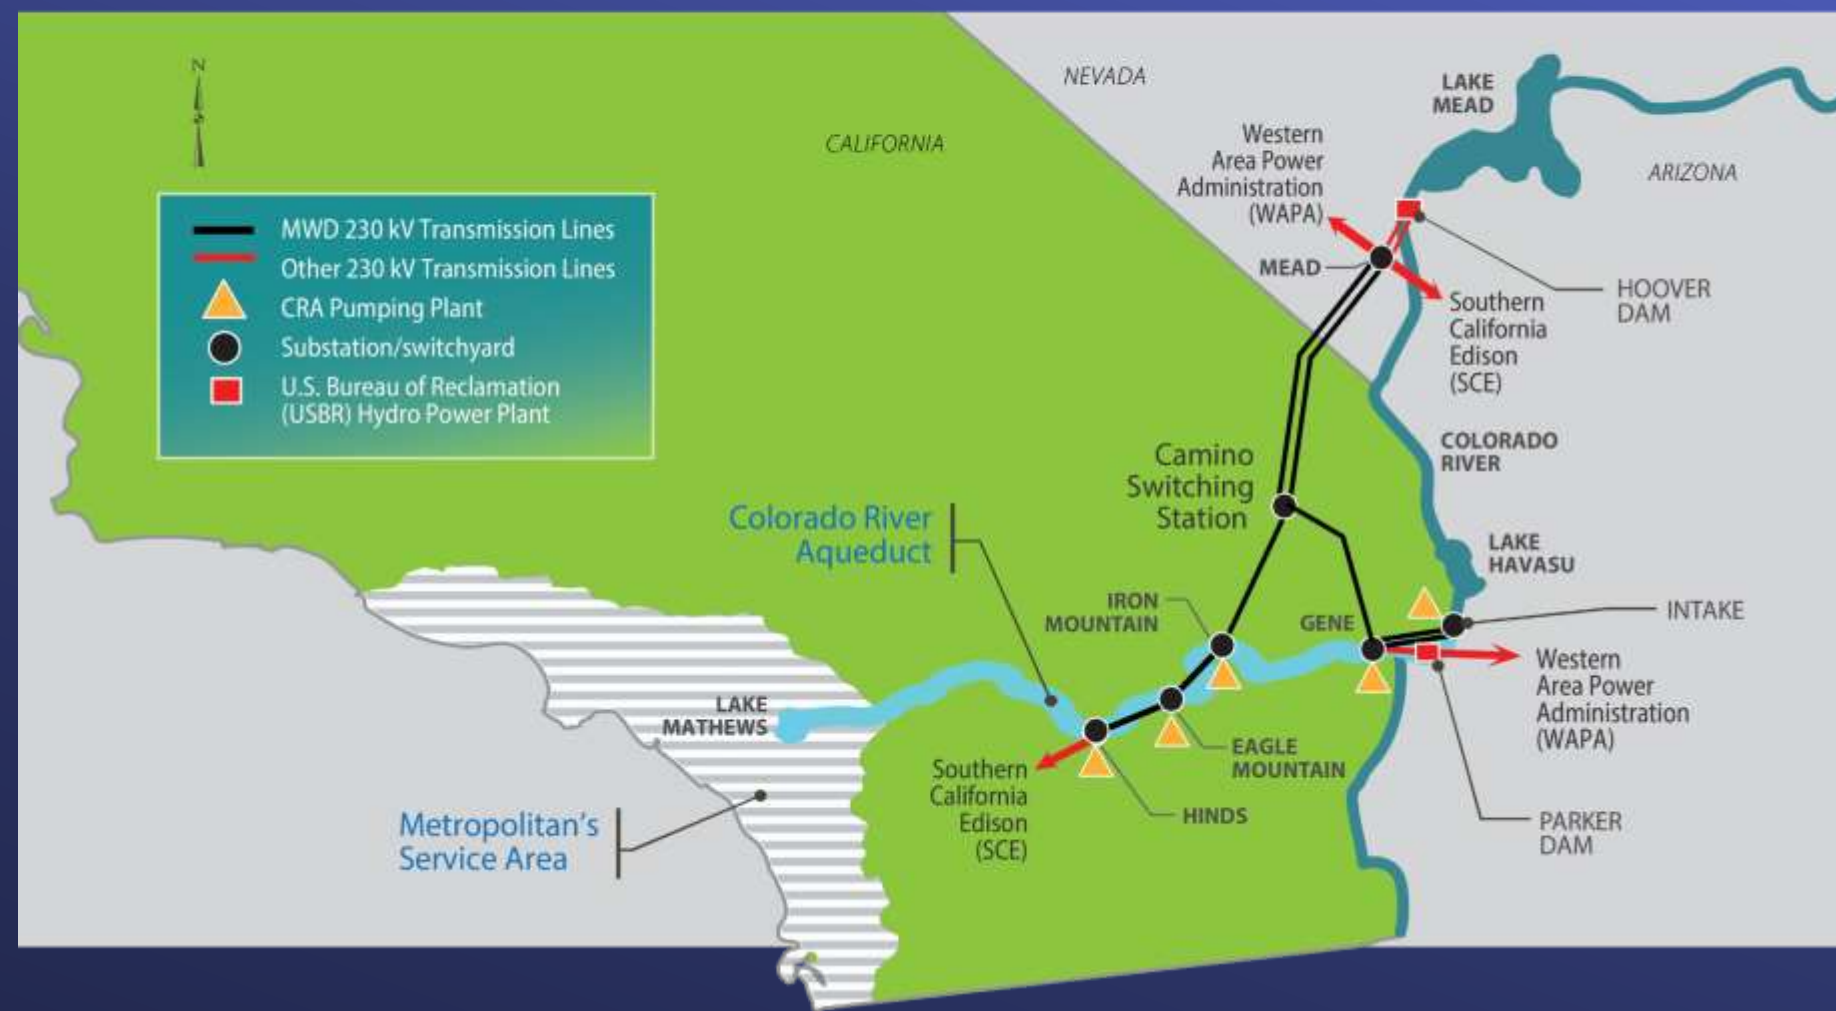 N
S
NEVADA
CALIFORNIA
LAKE
MEAD
ARIZONA
Western
Area Power
Administration
(WAPA)
MWD 230 kV Transmission Lines
Other 230 kV Transmission Lines
CRA Pumping Plant
Substation/switchyard
U.S. Bureau of Reclamation
(USBR) Hydro Power Plant
MEAD
HOOVER
DAM
Southern
California
Edison
(SCE)
COLORADO
RIVER
Camino
Switching
Station
Colorado River
Aqueduct
LAKE
HAVASU
IRON
MOUNTAIN
GENE
INTAKE
Western
Area Power
Administration
(WAPA)
LAKE
MATHEWS
EAGLE
MOUNTAIN
Southern
California
Edison
(SCE)
HINDS
PARKER
DAM
Metropolitan's
Service Area